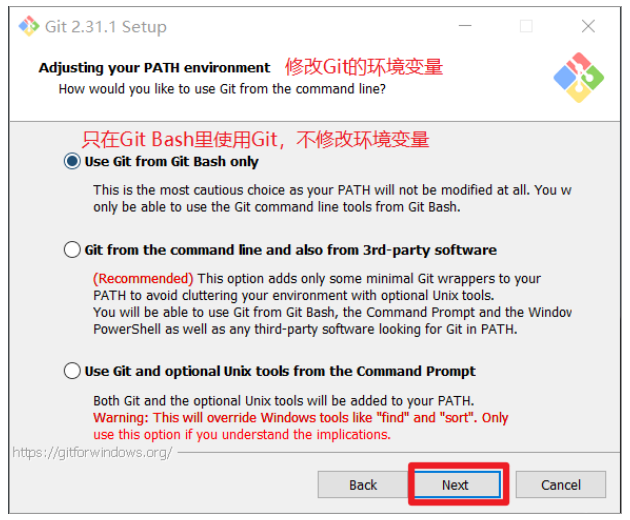 Git 2.31.1 Setup
Adjusting your PATH environment 修改Git的环境变量
How would you like to use Git from the command line?
只在Git Bash里使用Git，不修改环境变量
Use Git from Git Bash only
This is the most cautious choice as your PATH will not be modified at all. You w
only be able to use the Git command line tools from Git Bash.
Git from the command line and also from 3rd-party software
(Recommended) This option adds only some minimal Git wrappers to your
PATH to avoid cluttering your environment with optional Unix tools.
You will be able to use Git from Git Bash, the Command Prompt and the Window
PowerShell as well as any third-party software looking for Git in PATH.
Use Git and optional Unix tools from the Command Prompt
Both Git and the optional Unix tools will be added to your PATH.
Warning: This will override Windows tools like "find" and "sort". Only
use this option if you understand the implications.
https://gitforwindows.org/
Back Next Cancel